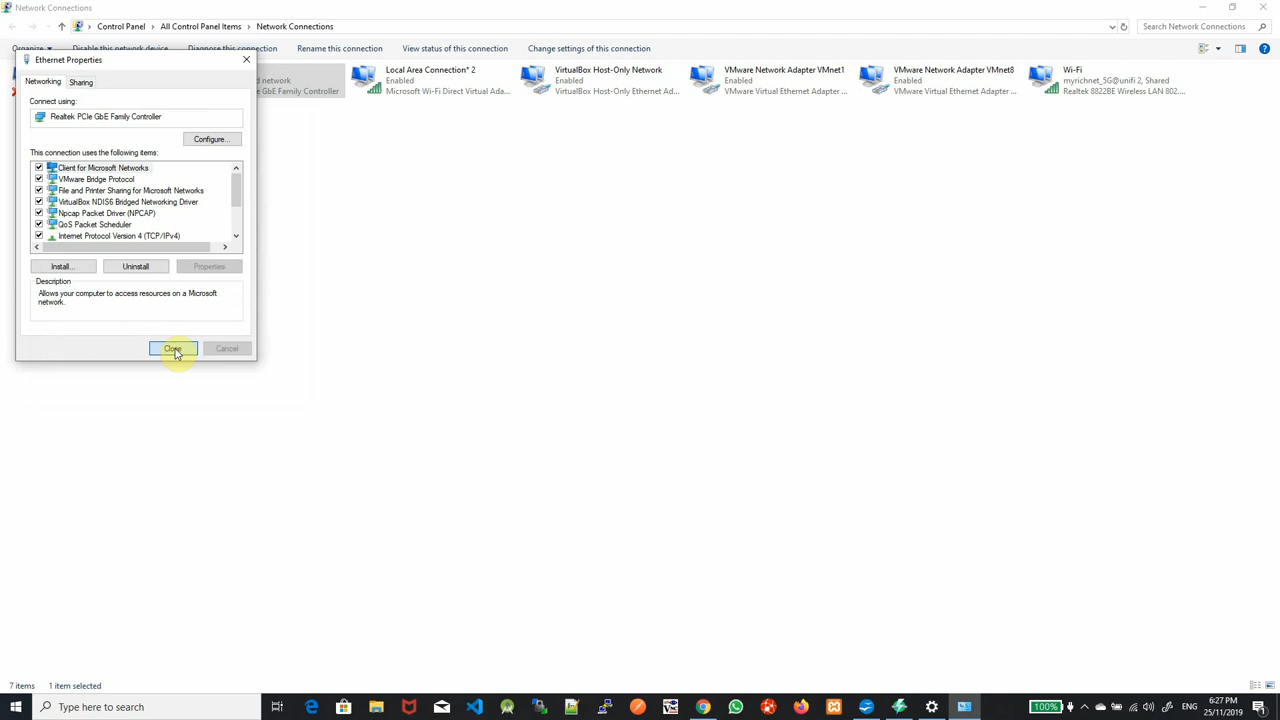 Network Connections
Control Panel > All Control Panel Items > Network Connections
Search Network Connections
Organize Disable this network device Diagnose this connection Rename this connection View status of this connection Change settings of this connection
Ethernet Properties
Networking Sharing
Connect using:
Realtek PCIe GbE Family Controller
Configure...
This connection uses the following items:
Client for Microsoft Networks
VMware Bridge Protocol
File and Printer Sharing for Microsoft Networks
VirtualBox NDIS6 Bridged Networking Driver
Npcap Packet Driver (NPCAP)
QoS Packet Scheduler
Internet Protocol Version 4 (TCP/IPv4)
Install... Uninstall Properties
Description
Allows your computer to access resources on a Microsoft
network.
Close Cancel
network
GbE Family Controller
Local Area Connection* 2
Enabled
Microsoft Wi-Fi Direct Virtual Ada...
VirtualBox Host-Only Network
Enabled
VirtualBox Host-Only Ethernet Ad...
VMware Network Adapter VMnet1
Enabled
VMware Virtual Ethernet Adapter ...
VMware Network Adapter VMnet8
Enabled
VMware Virtual Ethernet Adapter ...
Wi-Fi
myrichnet_5G@unifi 2, Shared
Realtek 8822BE Wireless LAN 802....
7 items 1 item selected
Type here to search
100%
ENG
6:27 PM
25/11/2019